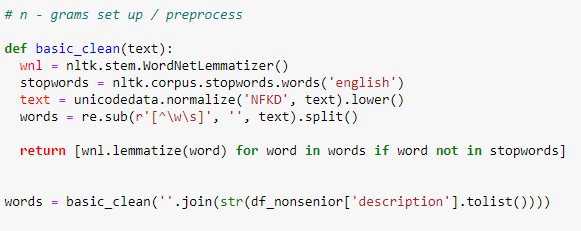 # n - grams set up / preprocess
def basic_clean(text):
wnl = nltk.stem.WordNetLemmatizer()
stopwords = nltk.corpus.stopwords.words('english')
text = unicodedata.normalize('NFKD', text).lower()
words = re.sub(r'[^\w\s]', '', text).split()
return [wnl.lemmatize(word) for word in words if word not in stopwords]
words = basic_clean(''.join(str(df_nonsenior['description'].tolist())))